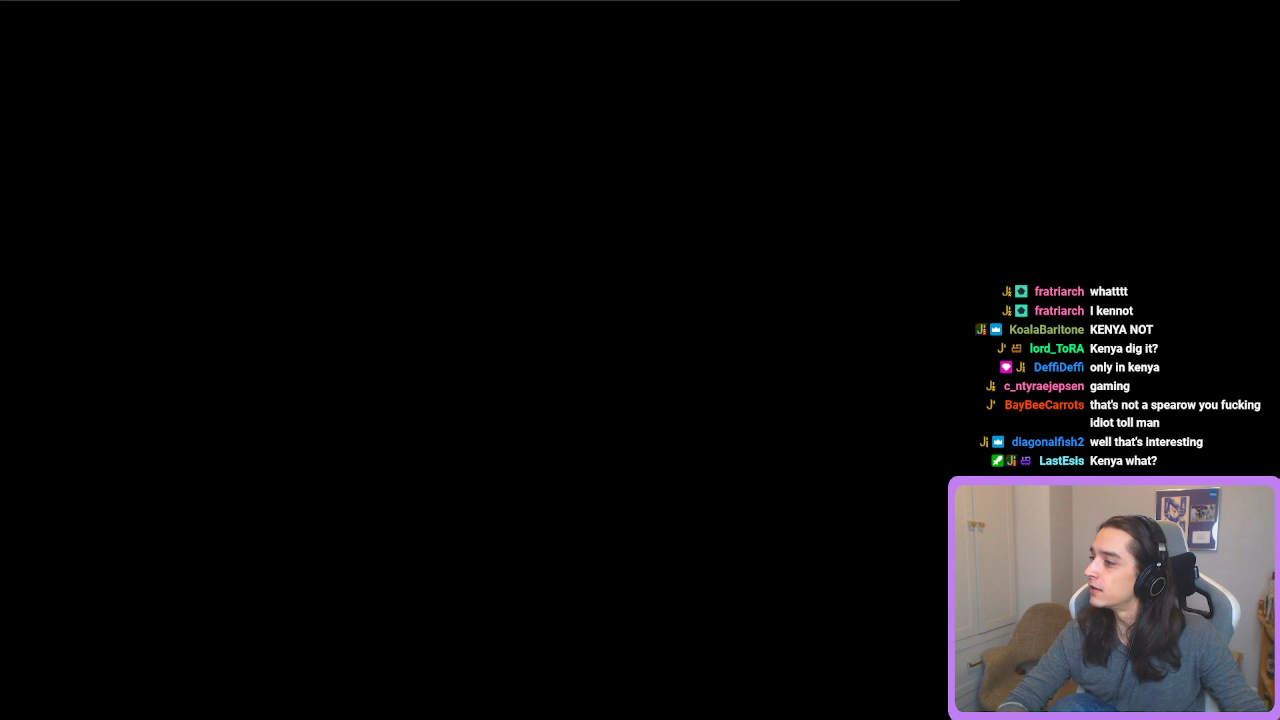 fratriarch whatttt
fratriarch I kennot
KoalaBaritone KENYA NOT
lord_ToRA Kenya dig it?
DeffiDeffi only in kenya
c_ntyraejepsen gaming
BayBeeCarrots that's not a spearow you fucking
idiot toll man
diagonalfish2 well that's interesting
LastEsis Kenya what?